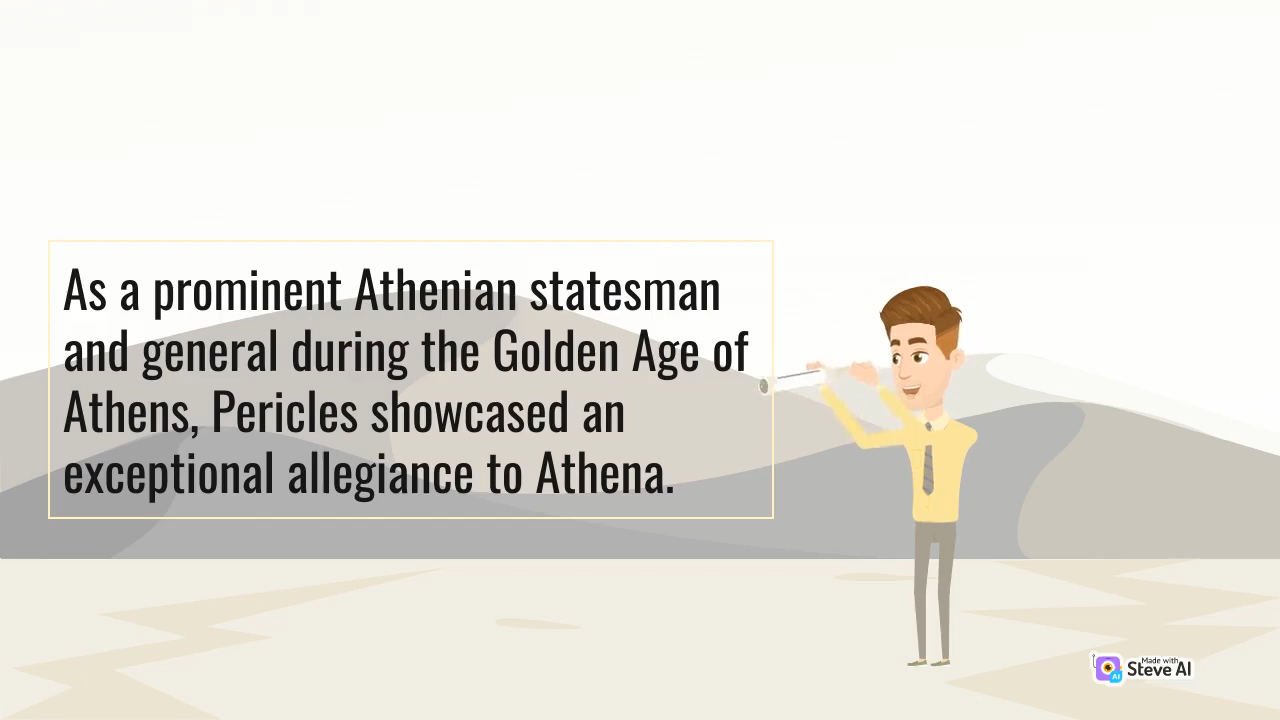 As a prominent Athenian statesman
and general during the Golden Age of
Athens, Pericles showcased an
exceptional allegiance to Athena.
Made with
Steve AI
AI